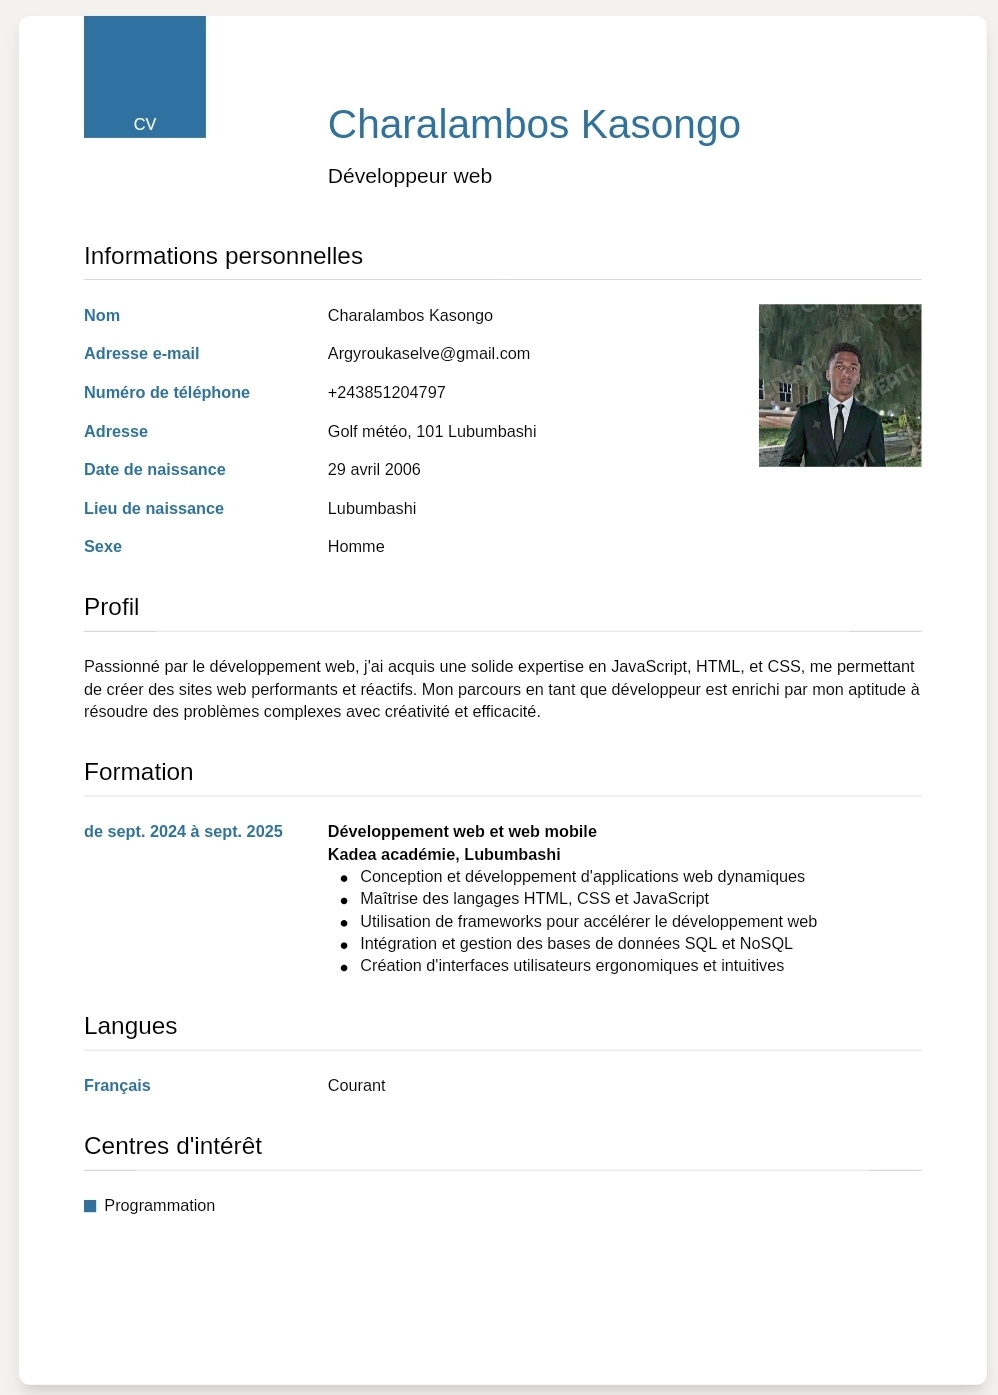 CV
Charalambos Kasongo
Développeur web
Informations personnelles
Nom Charalambos Kasongo
Adresse e-mail Argyroukaselve@gmail.com
Numéro de téléphone +243851204797
Adresse Golf météo, 101 Lubumbashi
Date de naissance 29 avril 2006
Lieu de naissance Lubumbashi
Sexe Homme
Profil
Passionné par le développement web, j'ai acquis une solide expertise en JavaScript, HTML, et CSS, me permettant
de créer des sites web performants et réactifs. Mon parcours en tant que développeur est enrichi par mon aptitude à
résoudre des problèmes complexes avec créativité et efficacité.
Formation
de sept. 2024 à sept. 2025 Développement web et web mobile
Kadea académie, Lubumbashi
● Conception et développement d'applications web dynamiques
● Maîtrise des langages HTML, CSS et JavaScript
● Utilisation de frameworks pour accélérer le développement web
● Intégration et gestion des bases de données SQL et NoSQL
● Création d'interfaces utilisateurs ergonomiques et intuitives
Langues
Français Courant
Centres d'intérêt
Programmation